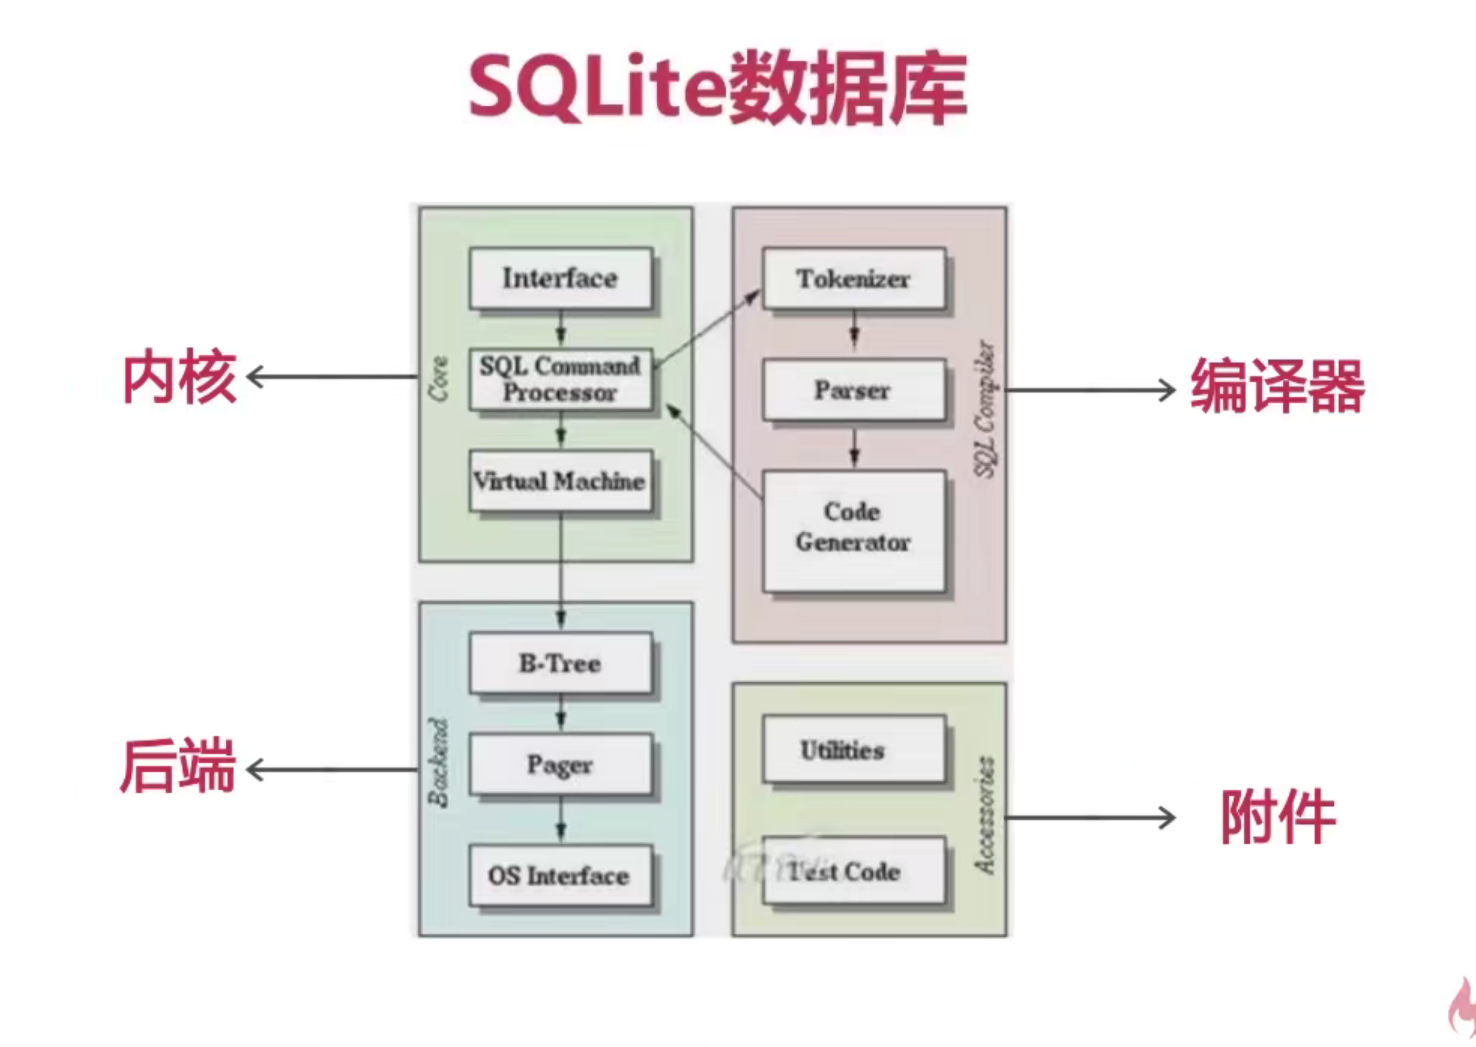 SQLite数据库
Interface
SQL Command
Processor
Virtual Machine
Core
内核
Tokenizer
Parser
Code
Generator
SQL Compiler
编译器
B-Tree
Pager
OS Interface
Backend
后端
Utilities
Test Code
Accessories
附件